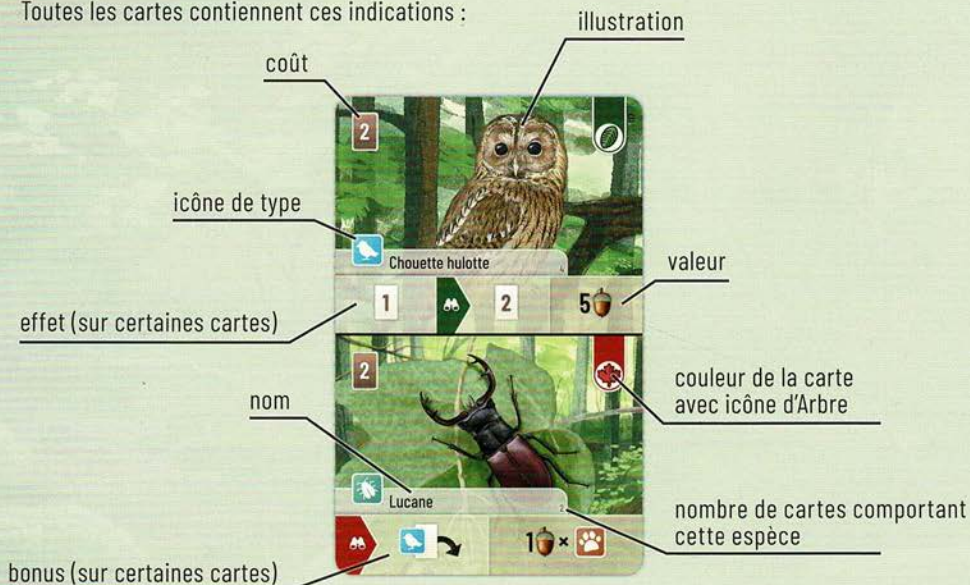 Toutes les cartes contiennent ces indications :
illustration
coût
2
icône de type
Chouette hulotte
valeur
1
2
5
effet (sur certaines cartes)
2
couleur de la carte
avec icône d'Arbre
nom
Lucane
2
nombre de cartes comportant
cette espèce
1 ×
bonus (sur certaines cartes)